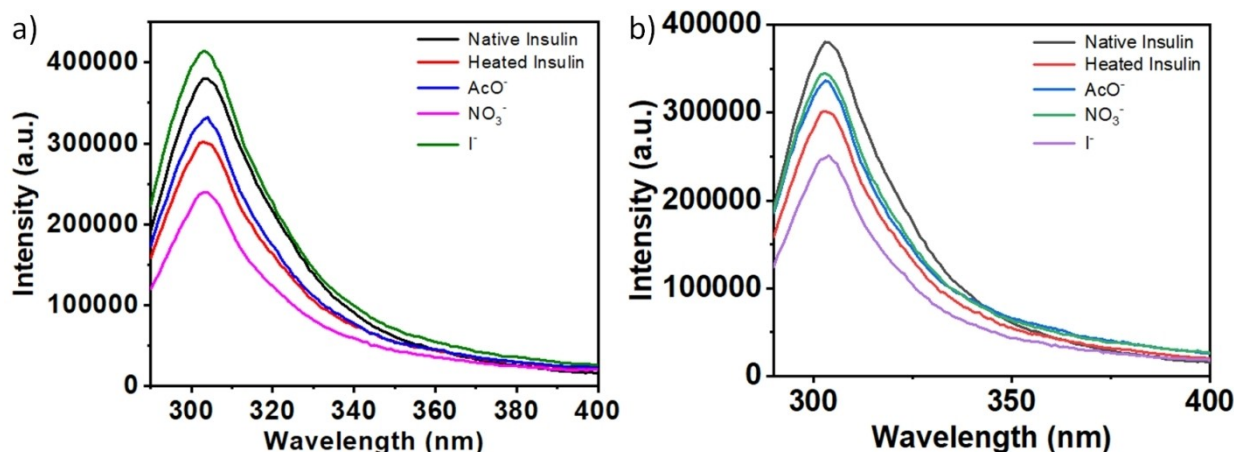 a)
Intensity (a.u.)
400000
300000
200000
100000
0
Native Insulin
Heated Insulin
AcO⁻
NO₃⁻
I⁻
300 320 340 360 380 400
Wavelength (nm)
b)
Intensity (a.u.)
400000
300000
200000
100000
0
Native Insulin
Heated Insulin
AcO⁻
NO₃⁻
I⁻
300 350 400
Wavelength (nm)